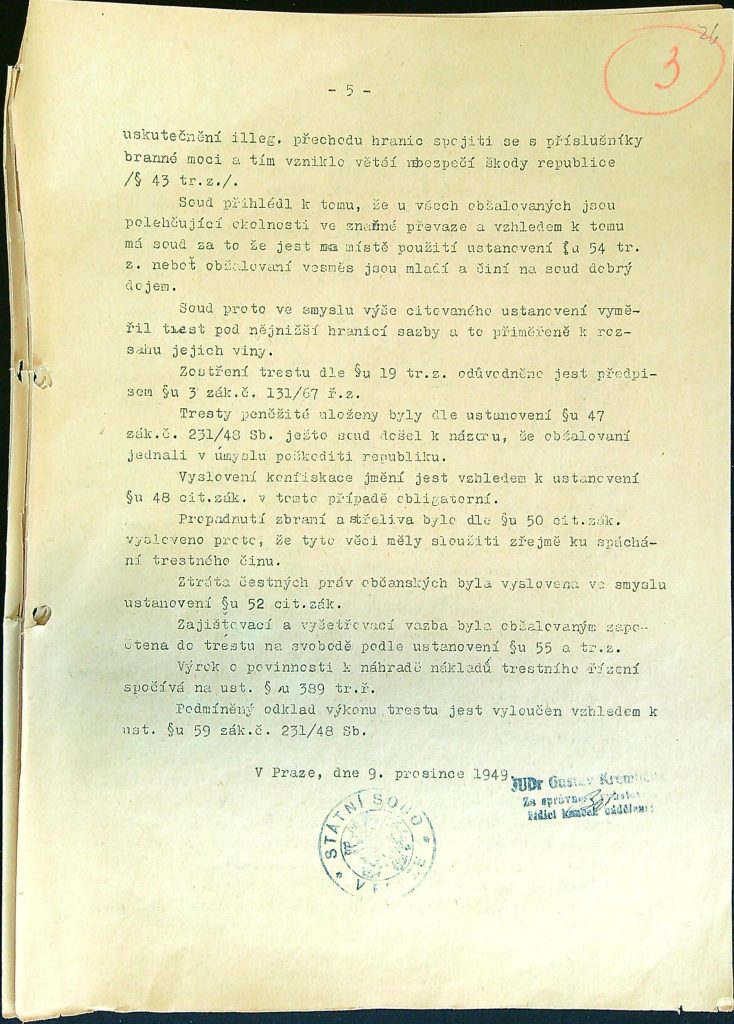 26
3
- 5 -
uskutečnění illeg. přechodu hranic spojiti se s příslušníky
branné moci a tím vzniklo větší nebezpečí škody republice
/§ 43 tr.z./.
Soud přihlédl k tomu, že u všech obžalovaných jsou
polehčující okolnosti ve značné převaze a vzhledem k tomu
má soud za to že jest na místě použití ustanovení §u 54 tr.
z. neboť obžalovaní vesměs jsou mladí a činí na soud dobrý
dojem.
Soud proto ve smyslu výše citovaného ustanovení vymě-
řil trest pod nějnižší hranicí sazby a to přiměřeně k roz-
sahu jejich viny.
Zostření trestu dle §u 19 tr.z. odůvodněno jest předpi-
sem §u 3 zák.č. 131/67 ř.z.
Tresty peněžité uloženy byly dle ustanovení §u 47
zák.č. 231/48 Sb. ježto soud došel k názoru, že obžalovaní
jednali v úmyslu poškoditi republiku.
Vyslovení konfiskace jmění jest vzhledem k ustanovení
§u 48 cit.zák. v tomto případě obligatorní.
Propadnutí zbraní a střeliva bylo dle §u 50 cit.zák.
vysloveno proto, že tyto věci měly sloužiti zřejmě ku spáchá-
ní trestného činu.
Ztráta čestných práv občanských byla vyslovena ve smyslu
ustanovení §u 52 cit.zák.
Zajišťovací a vyšetřovací vazba byla obžalovaným zapo-
čtena do trestu na svobodě podle ustanovení §u 55 a tr.z.
Výrok o povinnosti k náhradě nákladů trestního řízení
spočívá na ust. § u 389 tr.ř.
Podmíněný odklad výkonu trestu jest vyloučen vzhledem k
ust. §u 59 zák.č. 231/48 Sb.
V Praze, dne 9. prosince 1949.
JUDr Gustav
Za správnost
řídící kancel. oddělení:
STÁTNÍ SOUD
V PRAZE